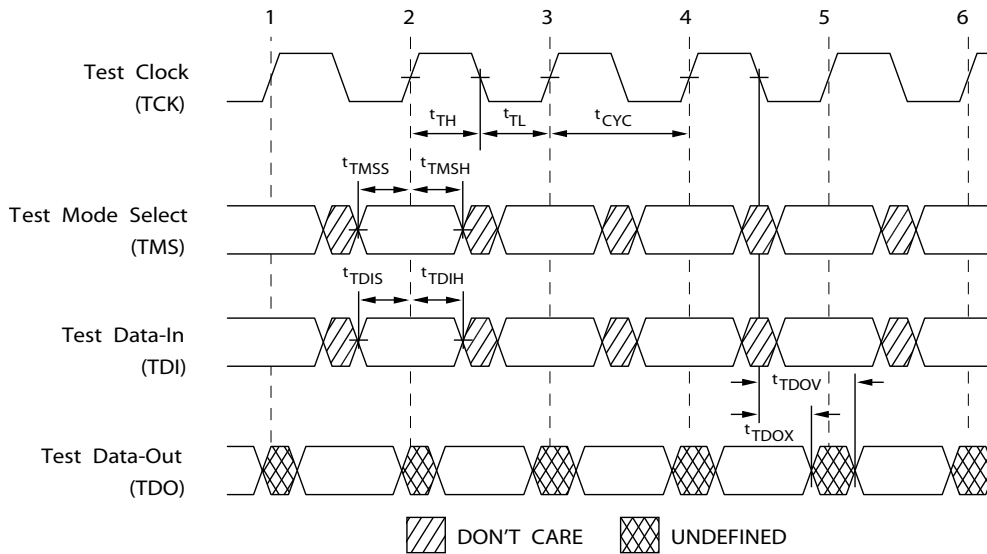 1 2 3 4 5 6
Test Clock
(TCK)
tTH tTL tCYC
tTMSS tTMSH
Test Mode Select
(TMS)
tTDIS tTDIH
Test Data-In
(TDI)
tTDOV
tTDOX
Test Data-Out
(TDO)
DON'T CARE UNDEFINED